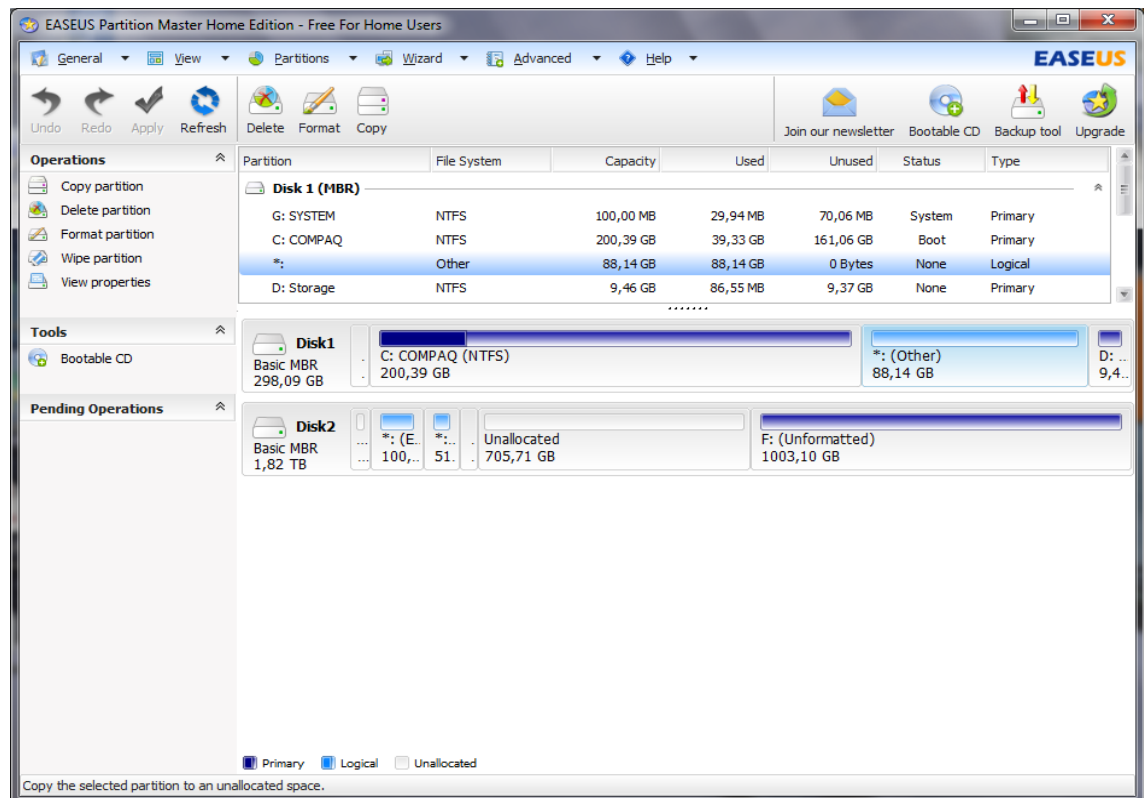 EASEUS Partition Master Home Edition - Free For Home Users
General View Partitions Wizard Advanced Help EASEUS
Undo Redo Apply Refresh Delete Format Copy Join our newsletter Bootable CD Backup tool Upgrade
Operations
Copy partition
Delete partition
Format partition
Wipe partition
View properties
Tools
Bootable CD
Pending Operations
Partition File System Capacity Used Unused Status Type
Disk 1 (MBR)
G: SYSTEM NTFS 100,00 MB 29,94 MB 70,06 MB System Primary
C: COMPAQ NTFS 200,39 GB 39,33 GB 161,06 GB Boot Primary
*: Other 88,14 GB 88,14 GB 0 Bytes None Logical
D: Storage NTFS 9,46 GB 86,55 MB 9,37 GB None Primary
Disk1
Basic MBR
298,09 GB
C: COMPAQ (NTFS)
200,39 GB
*: (Other)
88,14 GB
D: ...
9,4..
Disk2
Basic MBR
1,82 TB
*: (E..
100,..
*:..
51.
Unallocated
705,71 GB
F: (Unformatted)
1003,10 GB
Primary Logical Unallocated
Copy the selected partition to an unallocated space.